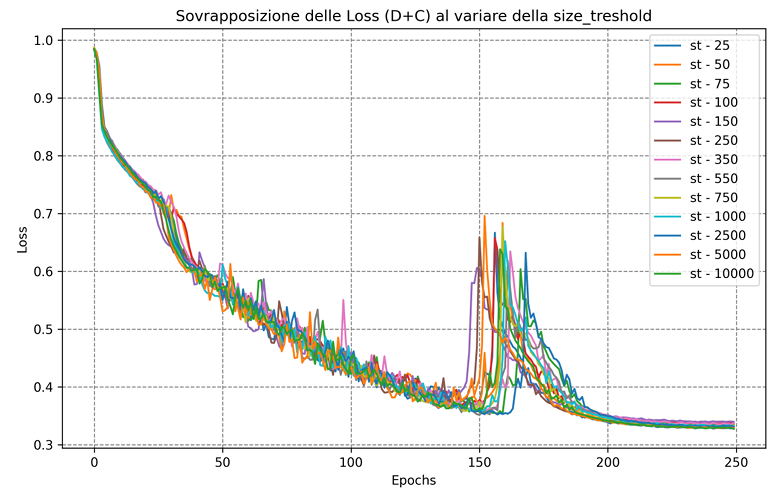 Sovrapposizione delle Loss (D+C) al variare della size_treshold
1.0
0.9
0.8
0.7
0.6
0.5
0.4
0.3
Loss
0
50
100
150
200
250
Epochs
st - 25
st - 50
st - 75
st - 100
st - 150
st - 250
st - 350
st - 550
st - 750
st - 1000
st - 2500
st - 5000
st - 10000